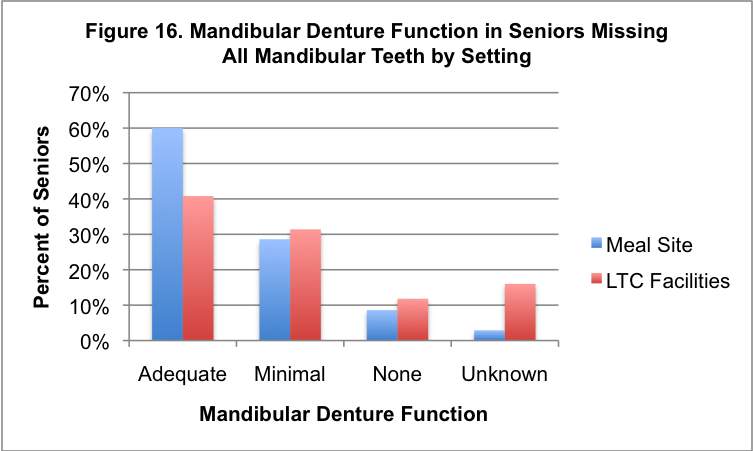 Figure 16. Mandibular Denture Function in Seniors Missing
All Mandibular Teeth by Setting
Percent of Seniors
70%
60%
50%
40%
30%
20%
10%
0%
Adequate Minimal None Unknown
Mandibular Denture Function
Meal Site
LTC Facilities